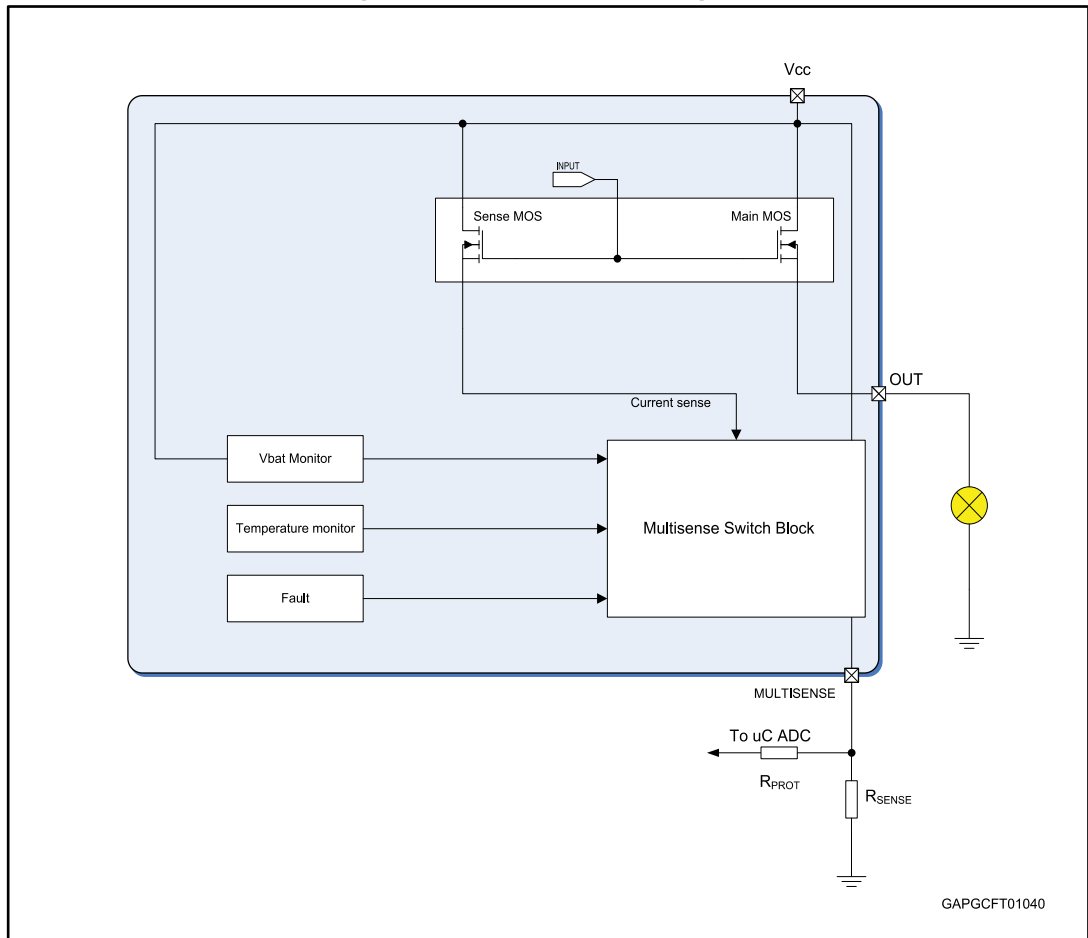 Vcc
INPUT
Sense MOS
Main MOS
OUT
Current sense
Vbat Monitor
Temperature monitor
Multisense Switch Block
Fault
MULTISENSE
To uC ADC
RPROT
RSENSE
GAPGCFT01040